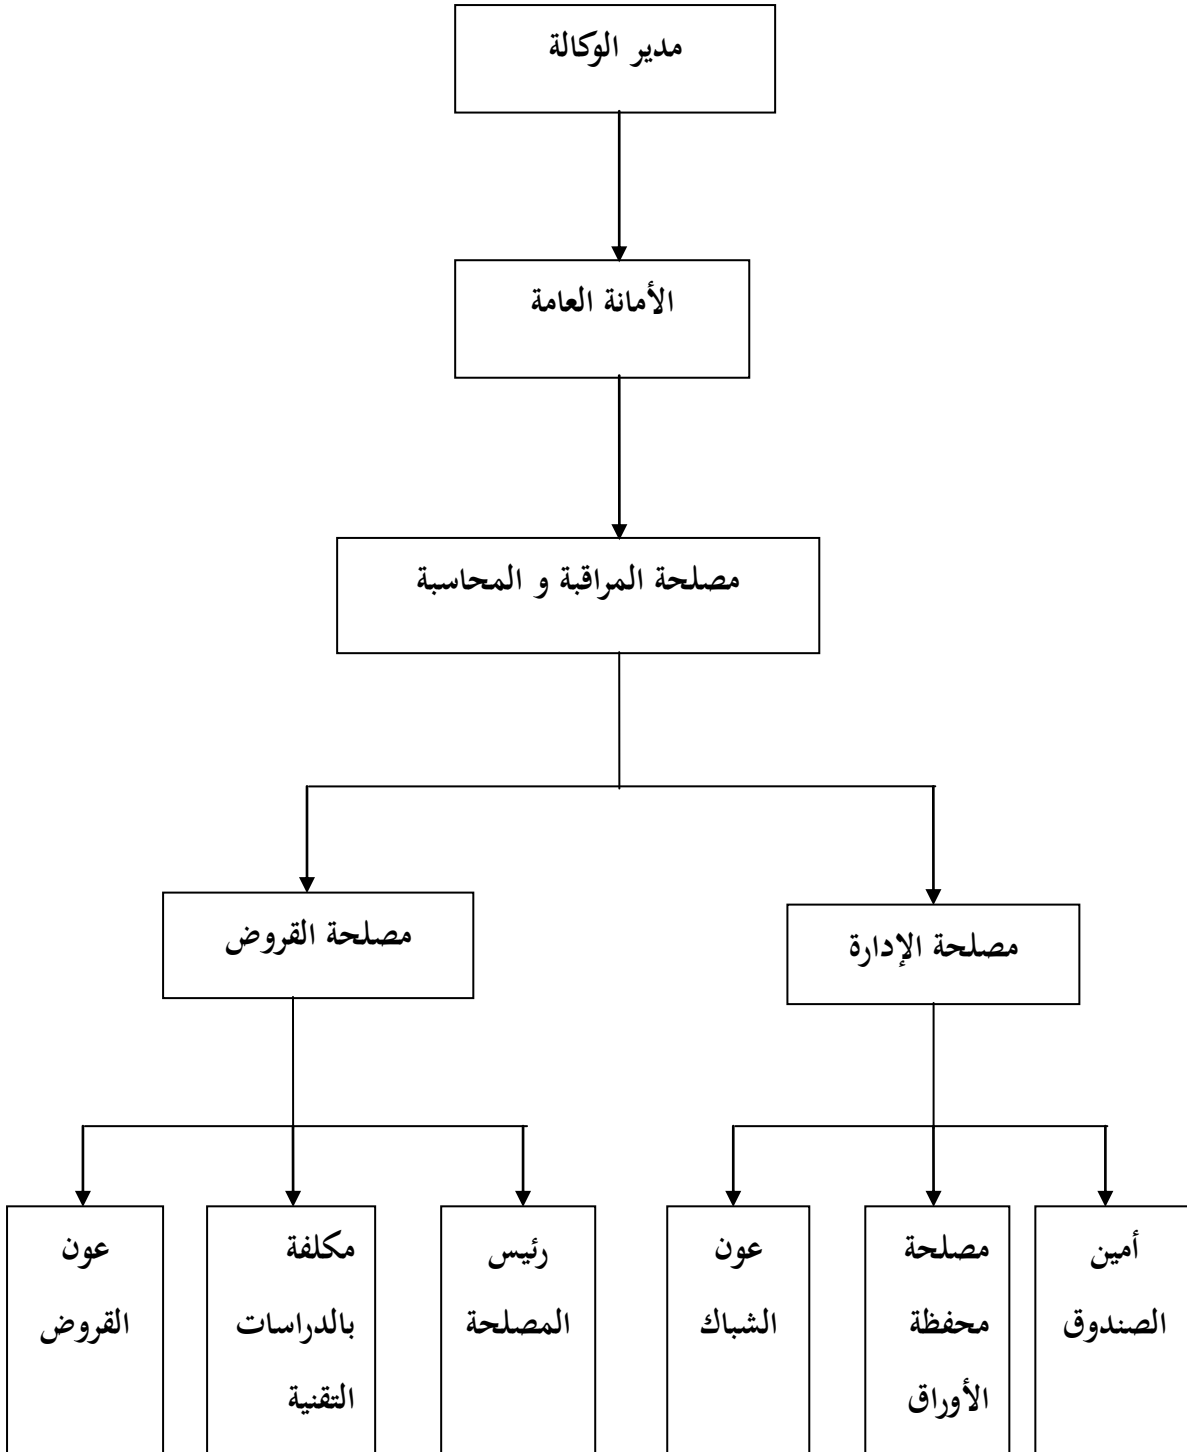 مدير الوكالة
الأمانة العامة
مصلحة المراقبة و المحاسبة
مصلحة الإدارة
مصلحة القروض
أمين
الصندوق
مصلحة
محفظة
الأوراق
عون
الشباك
رئيس
المصلحة
مكلفة
بالدراسات
التقنية
عون
القروض